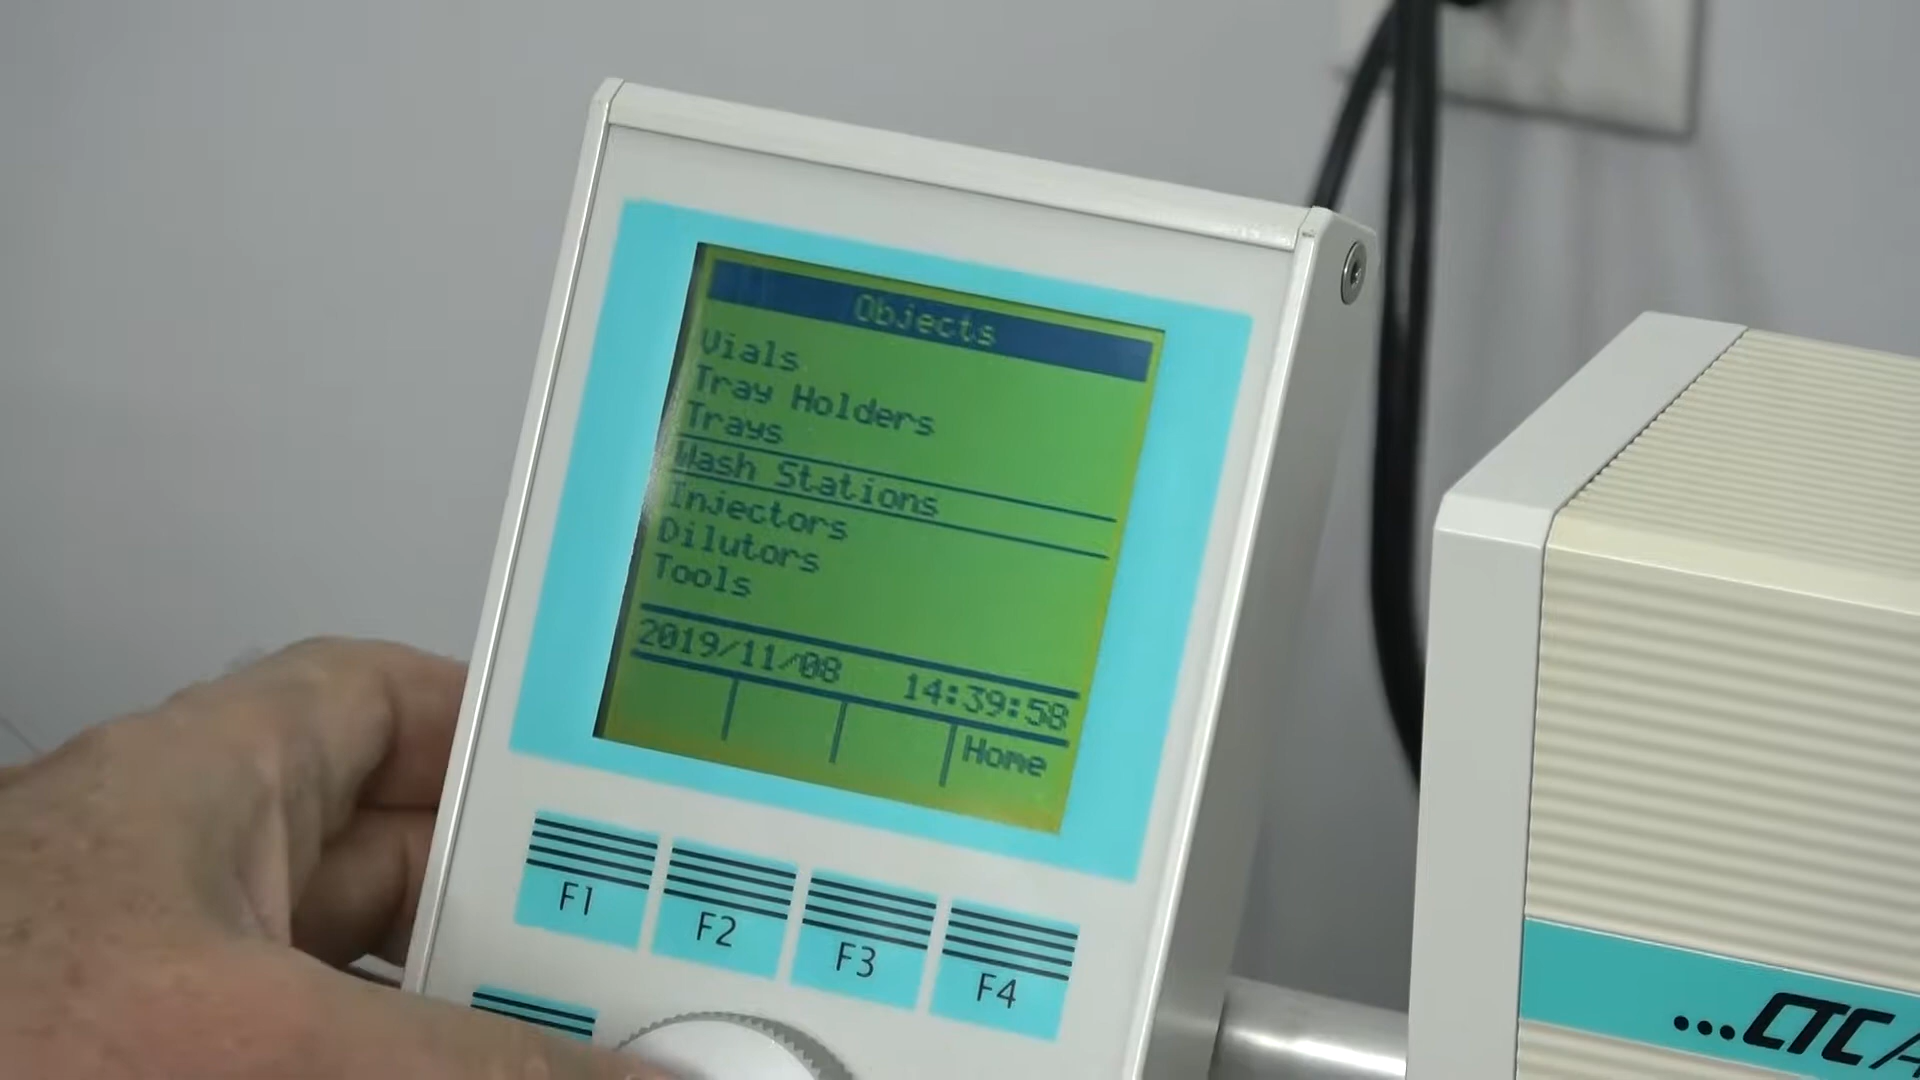 Objects
Vials
Tray Holders
Trays
Wash Stations
Injectors
Dilutors
Tools
2019/11/08 14:39:58
Home
F1 F2 F3 F4
...CTC